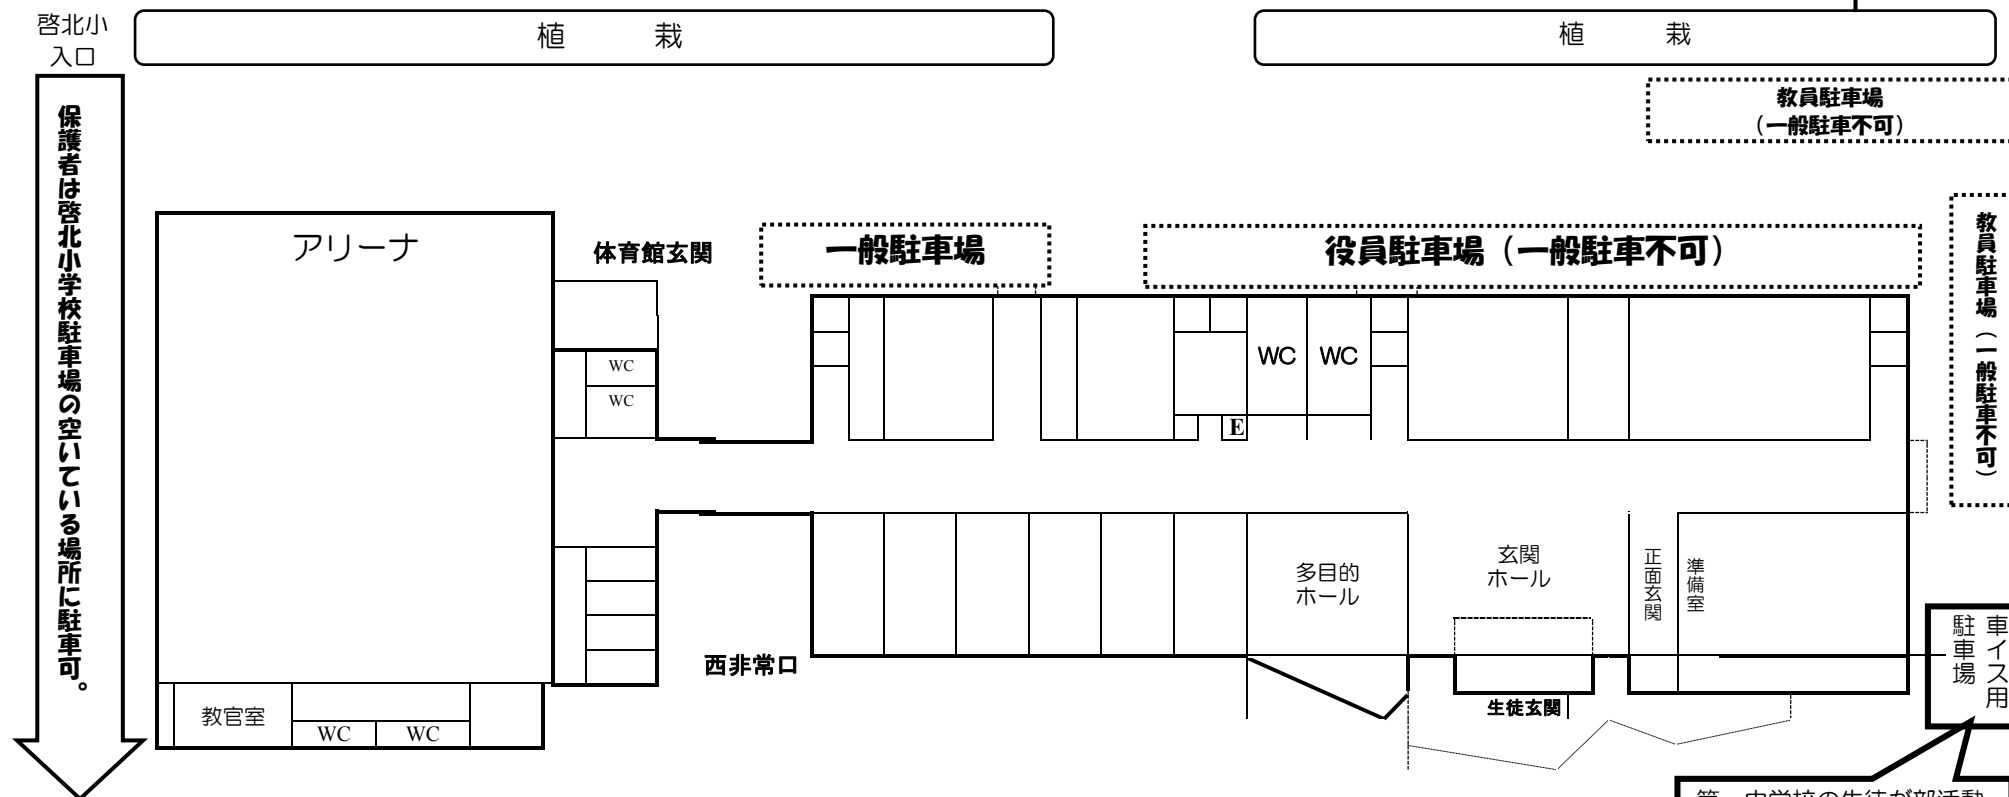 啓北小
入口
植 栽
植 栽
教員駐車場
（一般駐車不可）
保護者は啓北小学校駐車場の空いている場所に駐車可。
アリーナ
体育館玄関
一般駐車場
役員駐車場（一般駐車不可）
教員駐車場（一般駐車不可）
WC
WC
WC
WC
E
多目的
ホール
玄関
ホール
正面玄関
準備室
車イス用
駐車場
西非常口
生徒玄関
教官室
WC
WC